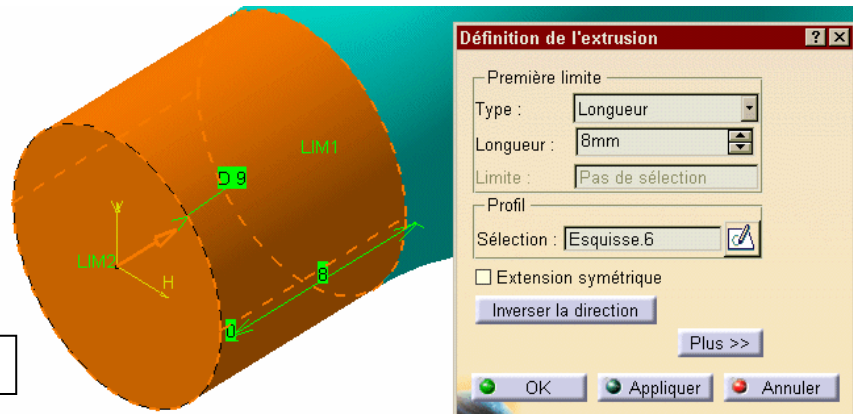 Définition de l'extrusion
Première limite
Type : Longueur
Longueur : 8mm
Limite : Pas de sélection
Profil
Sélection : Esquisse.6
Extension symétrique
Inverser la direction
Plus >>
OK Appliquer Annuler
LIM1
D 9
V
LIM2
H
8
0